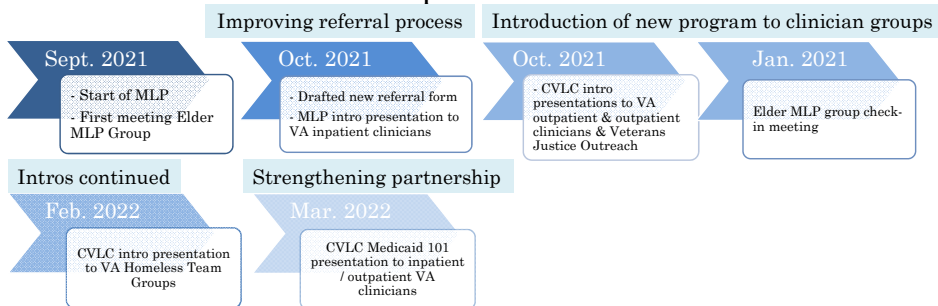 Improving referral process
Introduction of new program to clinician groups
Sept. 2021
- Start of MLP
- First meeting Elder
MLP Group
Oct. 2021
- Drafted new referral form
- MLP intro presentation to
VA inpatient clinicians
Oct. 2021
- CVLC intro
presentations to VA
outpatient & outpatient
clinicians & Veterans
Justice Outreach
Jan. 2021
Elder MLP group check-
in meeting
Intros continued
Strengthening partnership
Feb. 2022
CVLC intro presentation
to VA Homeless Team
Groups
Mar. 2022
CVLC Medicaid 101
presentation to inpatient
/ outpatient VA
clinicians